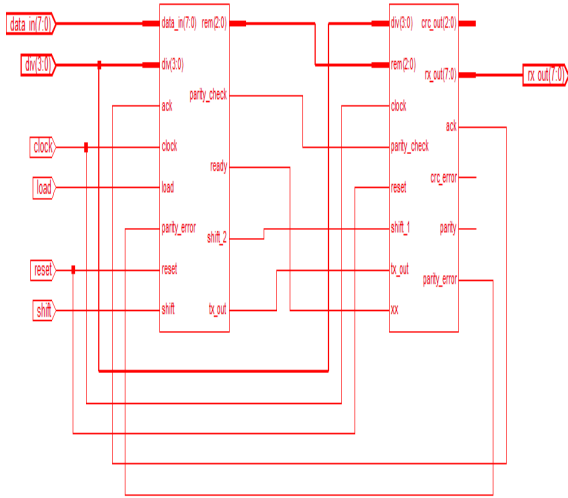 data_in(7:0)
div(3:0)
clock
load
reset
shift
data_in(7:0)
rem(2:0)
div(3:0)
ack
parity_check
clock
ready
load
parity_error
shift_2
reset
shift
tx_out
div(3:0)
crc_out(2:0)
rem(2:0)
rx_out(7:0)
clock
ack
parity_check
crc_error
reset
shift_1
parity
tx_out
parity_error
xx
rx_out(7:0)